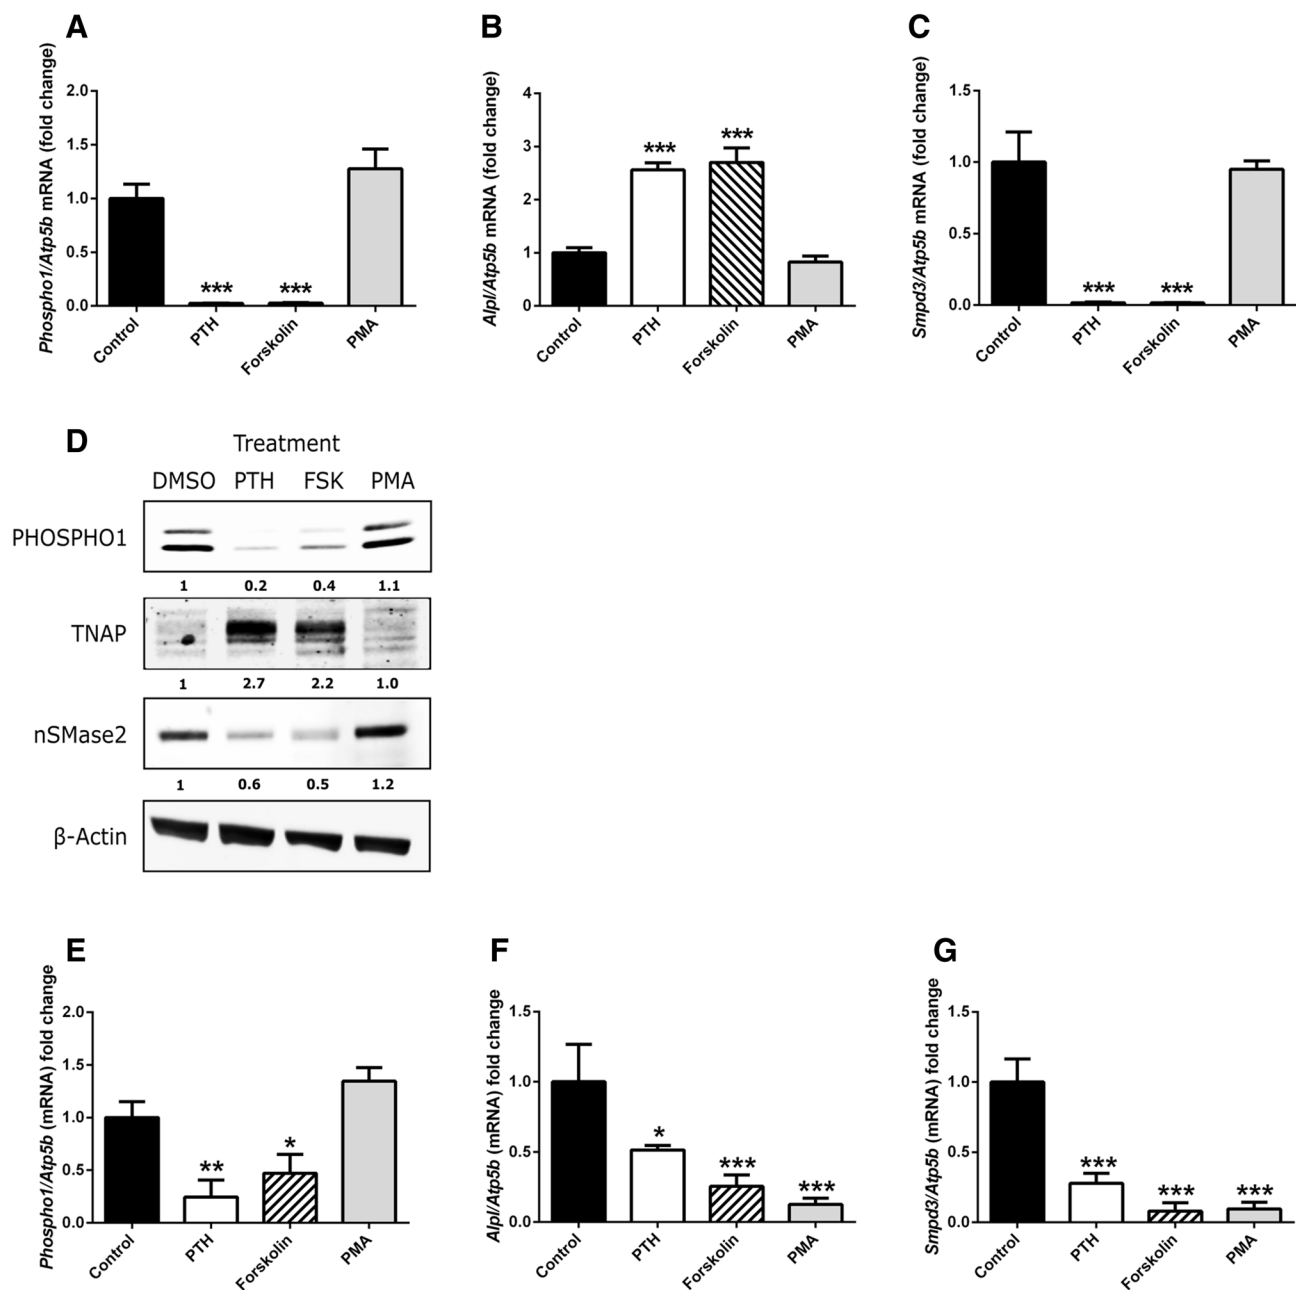 A
Phospho1/Atp5b mRNA (fold change)
2.0
1.5
1.0
0.5
0.0
***
***
Control
PTH
Forskolin
PMA
B
Alpl/Atp5b mRNA (fold change)
4
3
2
1
0
***
***
Control
PTH
Forskolin
PMA
C
Smpd3/Atp5b mRNA (fold change)
1.5
1.0
0.5
0.0
***
***
Control
PTH
Forskolin
PMA
D
Treatment
DMSO PTH FSK PMA
PHOSPHO1
1 0.2 0.4 1.1
TNAP
1 2.7 2.2 1.0
nSMase2
1 0.6 0.5 1.2
β-Actin
E
Phospho1/Atp5b (mRNA) fold change
2.0
1.5
1.0
0.5
0.0
**
*
Control
PTH
Forskolin
PMA
F
Alpl/Atp5b (mRNA) fold change
1.5
1.0
0.5
0.0
*
***
***
Control
PTH
Forskolin
PMA
G
Smpd3/Atp5b (mRNA) fold change
1.5
1.0
0.5
0.0
***
***
***
Control
PTH
Forskolin
PMA